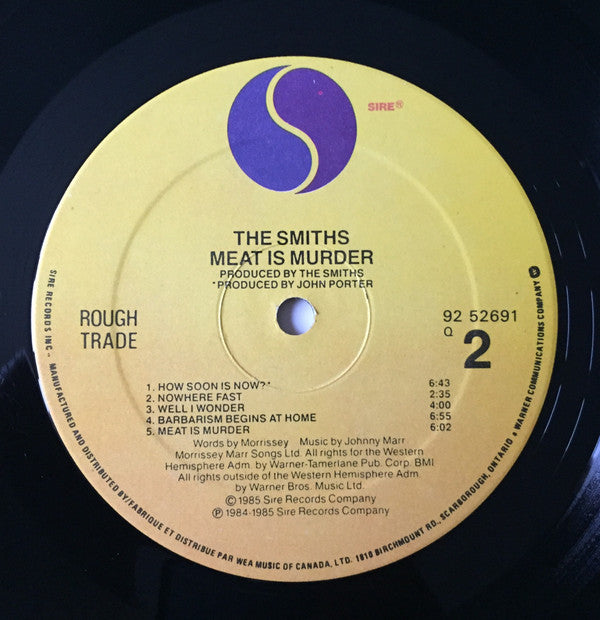 SIRE®
THE SMITHS
MEAT IS MURDER
PRODUCED BY THE SMITHS
*PRODUCED BY JOHN PORTER
ROUGH
TRADE
92 52691
Q
2
1. HOW SOON IS NOW?* 6:43
2. NOWHERE FAST 2:35
3. WELL I WONDER 4:00
4. BARBARISM BEGINS AT HOME 6:55
5. MEAT IS MURDER 6:02
Words by Morrissey Music by Johnny Marr
Morrissey Marr Songs Ltd. All rights for the Western
Hemisphere Adm. by Warner-Tamerlane Pub. Corp. BMI
All rights outside of the Western Hemisphere Adm.
by Warner Bros. Music Ltd.
© 1985 Sire Records Company
℗ 1984-1985 Sire Records Company
SIRE RECORDS INC – MANUFACTURED AND DISTRIBUTED BY/FABRIQUE ET DISTRIBUE PAR WEA MUSIC OF CANADA, LTD. 1810 BIRCHMOUNT RD., SCARBOROUGH, ONTARIO • WARNER COMMUNICATIONS COMPANY